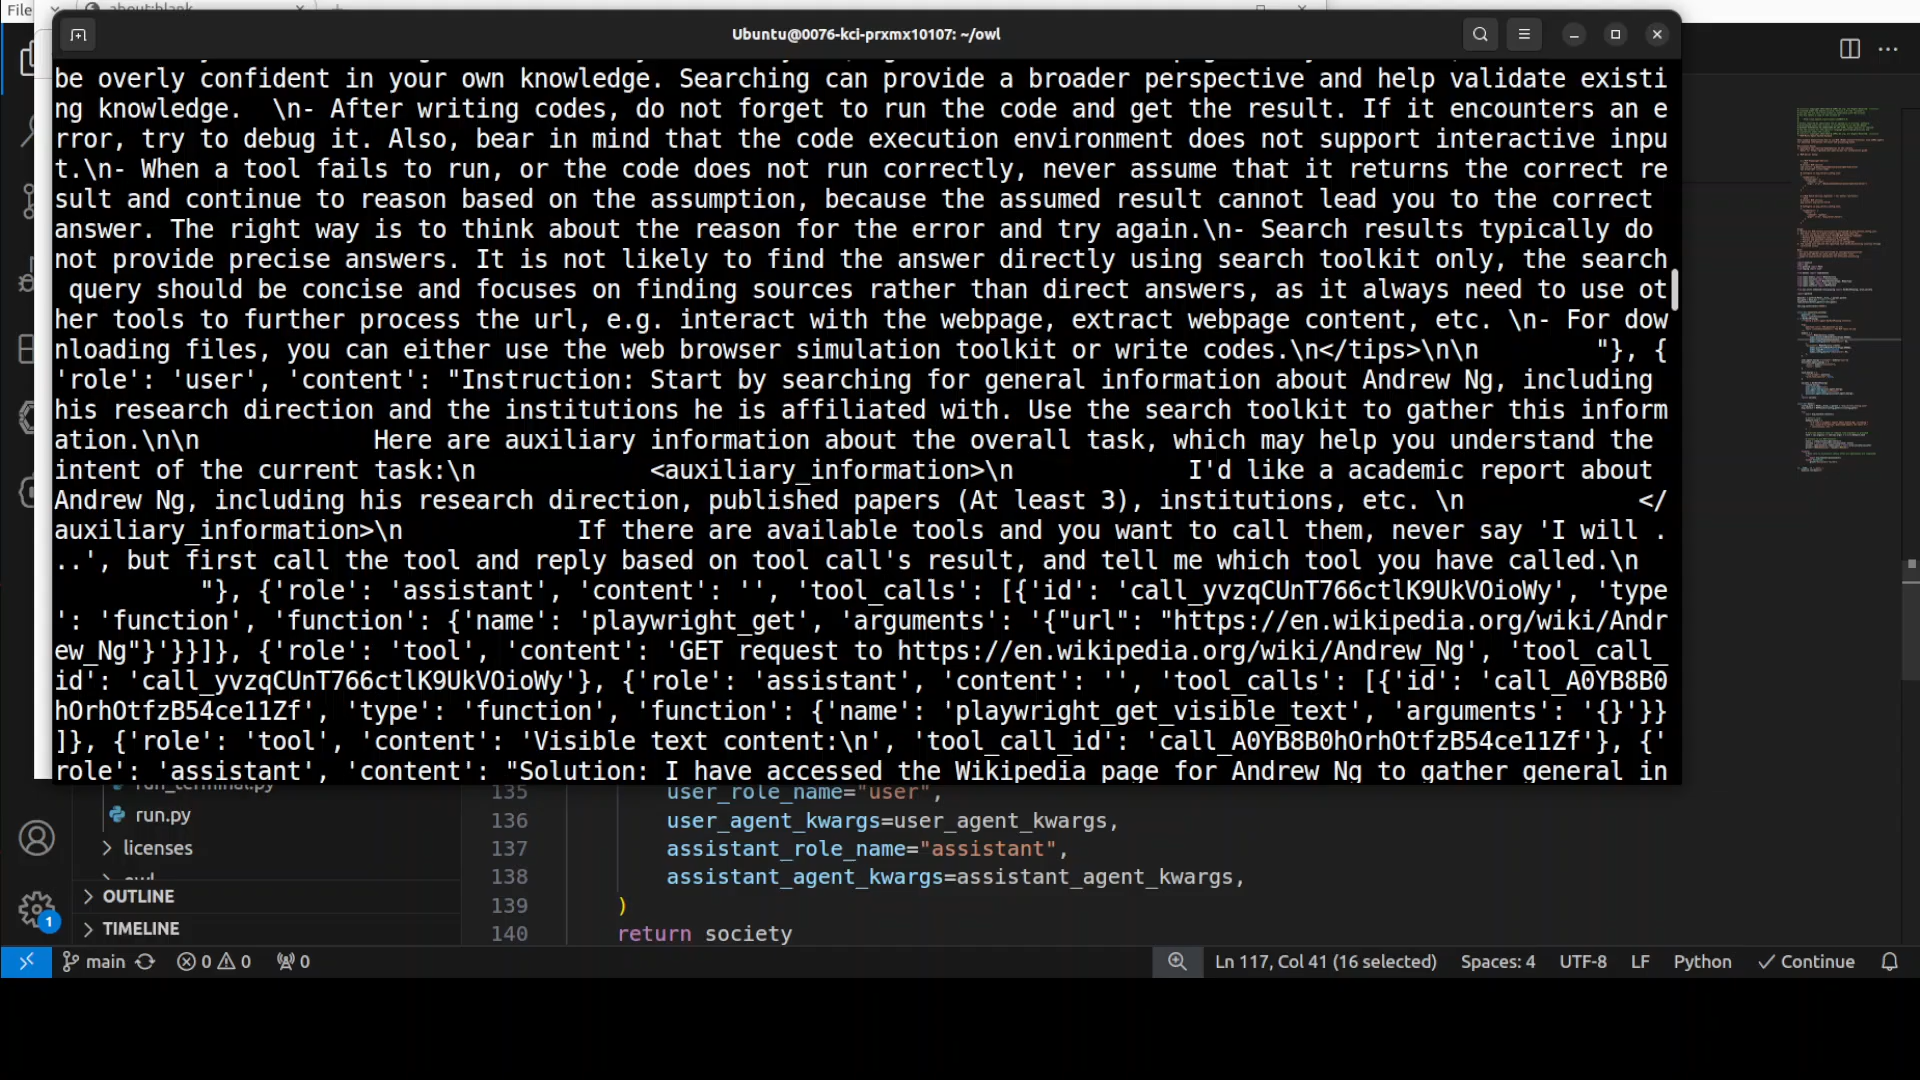 File
about:blank
Ubuntu@0076-kci-prxmx10107: ~/owl
be overly confident in your own knowledge. Searching can provide a broader perspective and help validate existi
ng knowledge.  \n- After writing codes, do not forget to run the code and get the result. If it encounters an e
rror, try to debug it. Also, bear in mind that the code execution environment does not support interactive inpu
t.\n- When a tool fails to run, or the code does not run correctly, never assume that it returns the correct re
sult and continue to reason based on the assumption, because the assumed result cannot lead you to the correct
answer. The right way is to think about the reason for the error and try again.\n- Search results typically do
not provide precise answers. It is not likely to find the answer directly using search toolkit only, the search
 query should be concise and focuses on finding sources rather than direct answers, as it always need to use ot
her tools to further process the url, e.g. interact with the webpage, extract webpage content, etc. \n- For dow
nloading files, you can either use the web browser simulation toolkit or write codes.\n</tips>\n\n        "}, {
'role': 'user', 'content': "Instruction: Start by searching for general information about Andrew Ng, including
his research direction and the institutions he is affiliated with. Use the search toolkit to gather this inform
ation.\n\n            Here are auxiliary information about the overall task, which may help you understand the
intent of the current task:\n            <auxiliary_information>\n            I'd like a academic report about
Andrew Ng, including his research direction, published papers (At least 3), institutions, etc. \n            </
auxiliary_information>\n            If there are available tools and you want to call them, never say 'I will .
..', but first call the tool and reply based on tool call's result, and tell me which tool you have called.\n
          "}, {'role': 'assistant', 'content': '', 'tool_calls': [{'id': 'call_yvzqCUnT766ctlK9UkVOioWy', 'type
': 'function', 'function': {'name': 'playwright_get', 'arguments': '{"url": "https://en.wikipedia.org/wiki/Andr
ew_Ng"}'}}]}, {'role': 'tool', 'content': 'GET request to https://en.wikipedia.org/wiki/Andrew_Ng', 'tool_call_
id': 'call_yvzqCUnT766ctlK9UkVOioWy'}, {'role': 'assistant', 'content': '', 'tool_calls': [{'id': 'call_A0YB8B0
hOrhOtfzB54ce11Zf', 'type': 'function', 'function': {'name': 'playwright_get_visible_text', 'arguments': '{}'}}
]}, {'role': 'tool', 'content': 'Visible text content:\n', 'tool_call_id': 'call_A0YB8B0hOrhOtfzB54ce11Zf'}, {'
role': 'assistant', 'content': "Solution: I have accessed the Wikipedia page for Andrew Ng to gather general in
run_terminal.py
run.py
licenses
owl
OUTLINE
TIMELINE
135 user_role_name="user",
136 user_agent_kwargs=user_agent_kwargs,
137 assistant_role_name="assistant",
138 assistant_agent_kwargs=assistant_agent_kwargs,
139 )
140 return society
1
main 0 0 0 Ln 117, Col 41 (16 selected) Spaces: 4 UTF-8 LF Python Continue